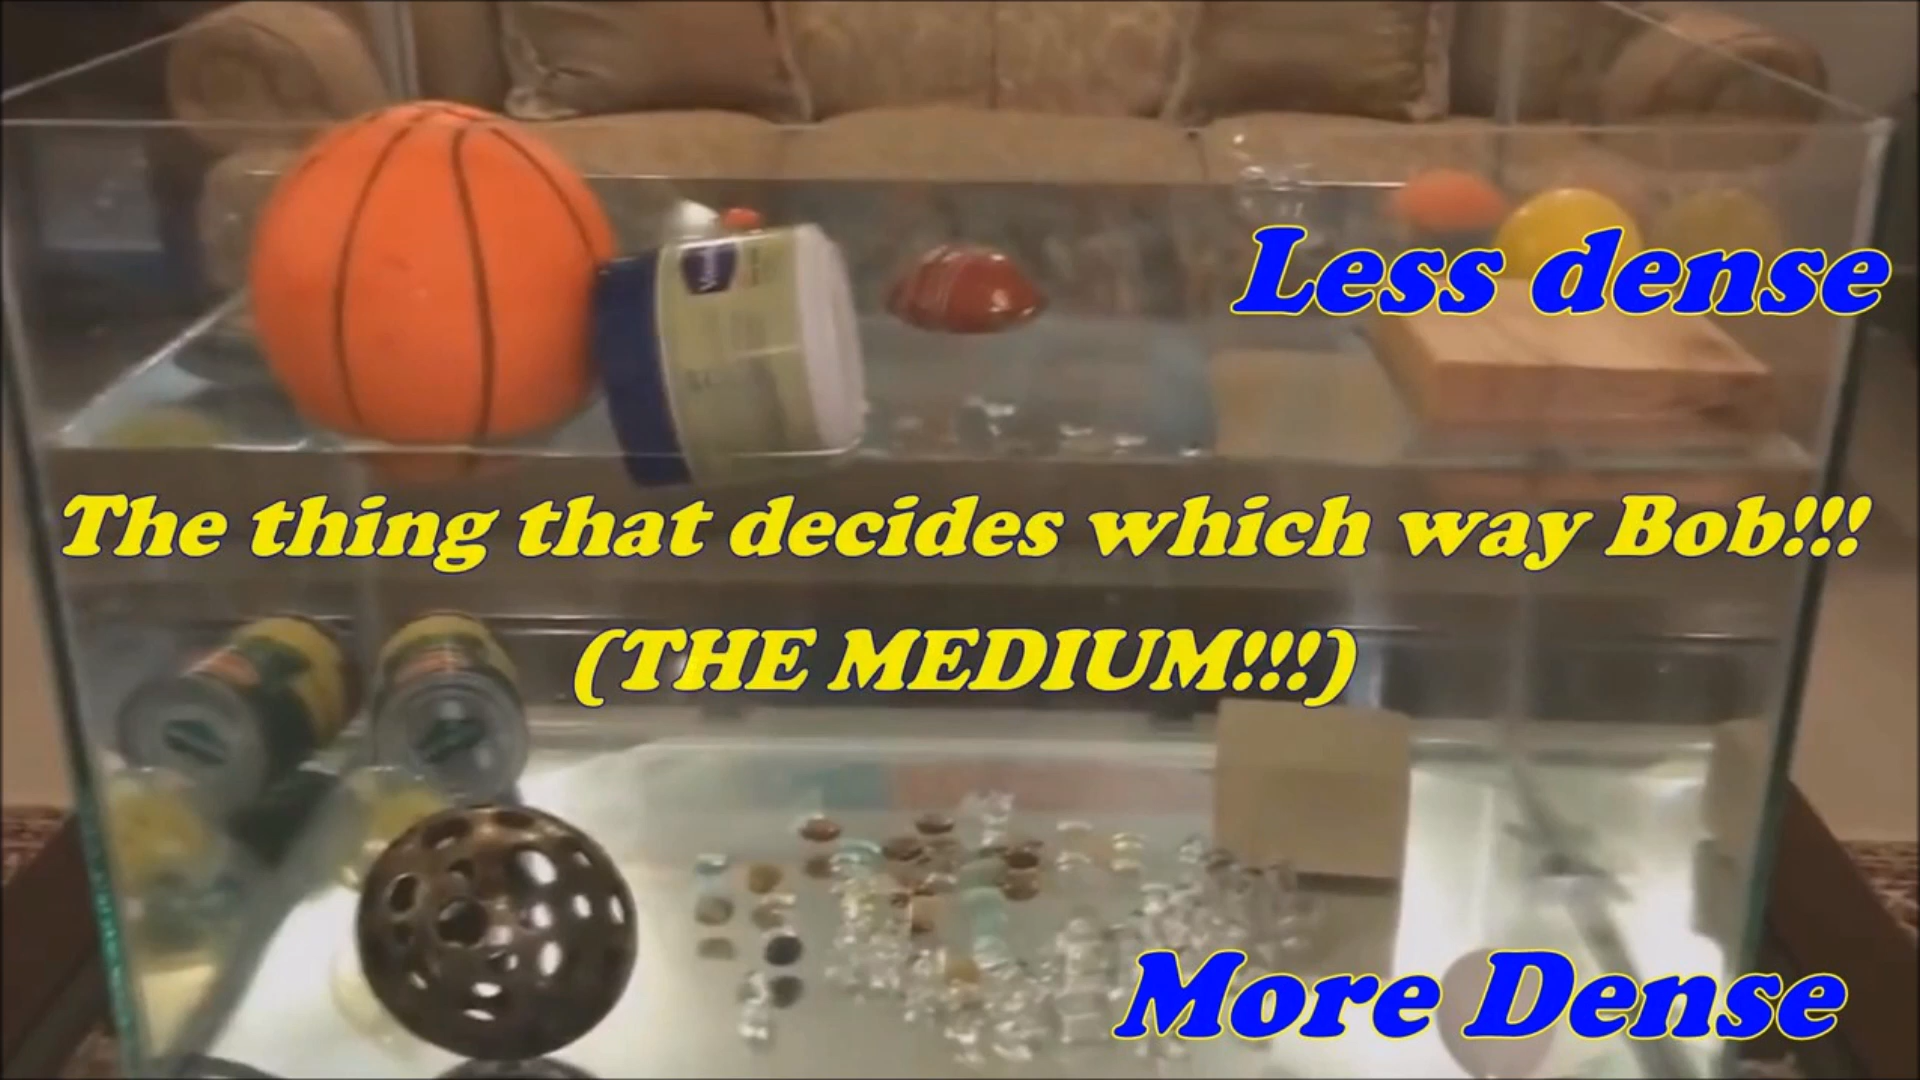 Less dense
The thing that decides which way Bob!!!
(THE MEDIUM!!!)
More Dense